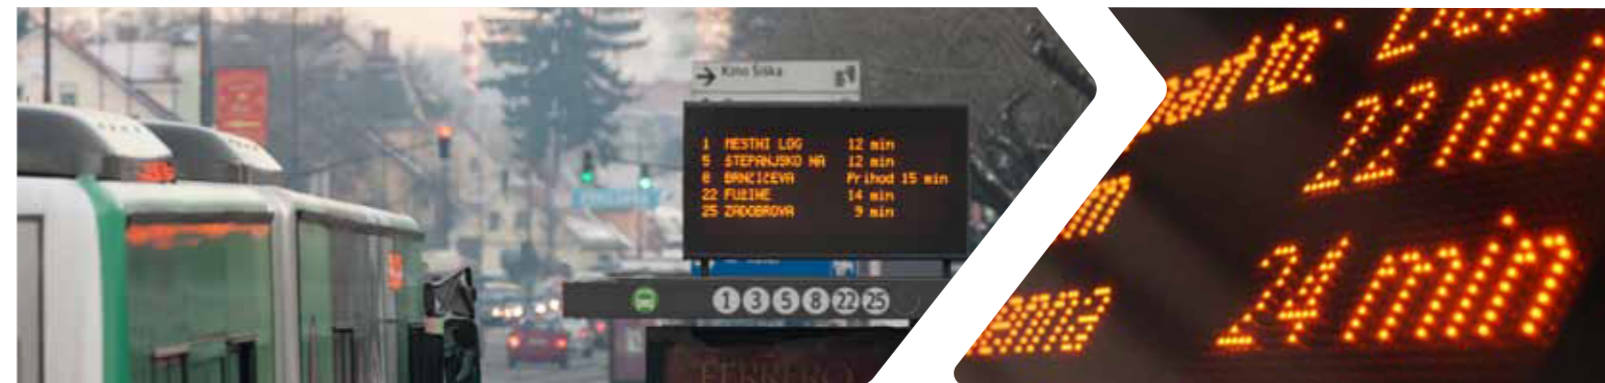 Kino Šiška
1 MESTNI LOG 12 min
5 ŠTEPANJSKO NA 12 min
8 BRNČIČEVA Prihod 15 min
22 FUŽINE 14 min
25 ZADOBROVA 9 min
1 3 5 8 22 25
FERRERO
22 min
24 min